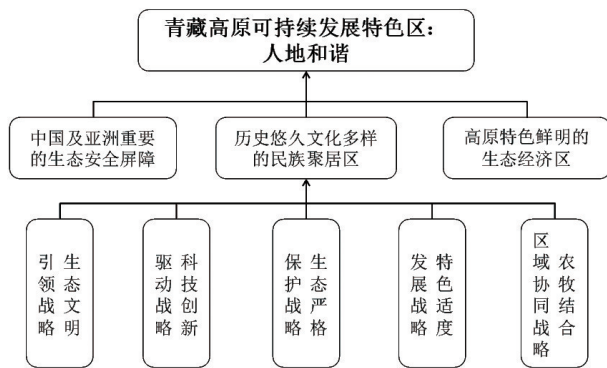 青藏高原可持续发展特色区：
人地和谐
中国及亚洲重要
的生态安全屏障
历史悠久文化多样
的民族聚居区
高原特色鲜明的
生态经济区
生态文明
引领战略
科技创新
驱动战略
生态严格
保护战略
特色适度
发展战略
农牧结合
区域协同战略